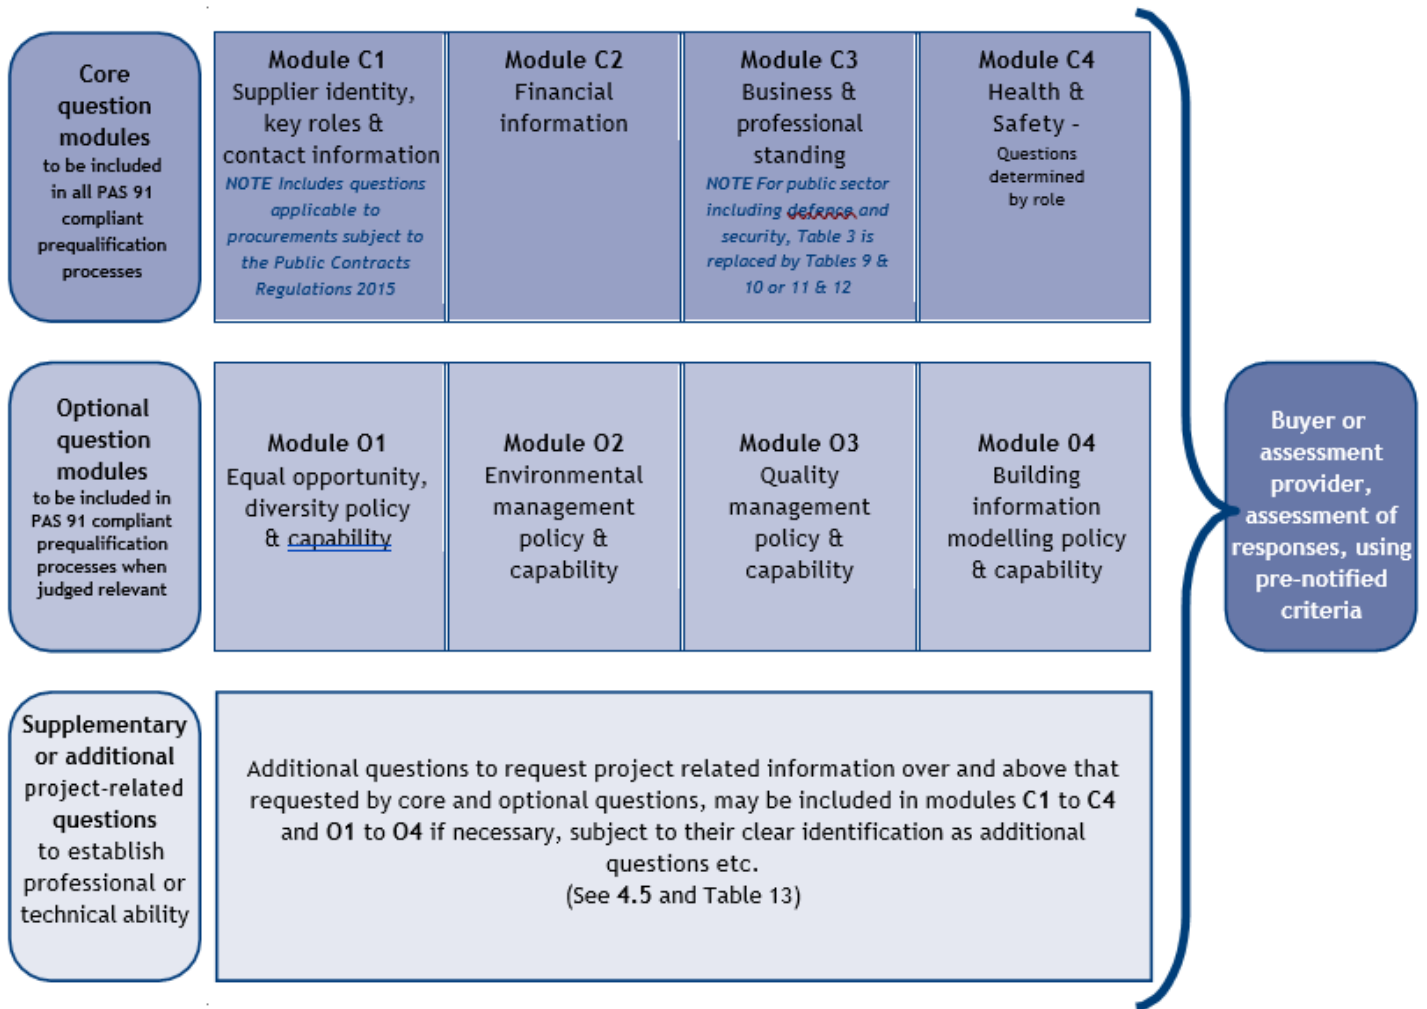 Core
question
modules
to be included
in all PAS 91
compliant
prequalification
processes
Module C1
Supplier identity,
key roles &
contact information
NOTE Includes questions
applicable to
procurements subject to
the Public Contracts
Regulations 2015
Module C2
Financial
information
Module C3
Business &
professional
standing
NOTE For public sector
including defence and
security, Table 3 is
replaced by Tables 9 &
10 or 11 & 12
Module C4
Health &
Safety -
Questions
determined
by role
Optional
question
modules
to be included in
PAS 91 compliant
prequalification
processes when
judged relevant
Module O1
Equal opportunity,
diversity policy
& capability
Module O2
Environmental
management
policy &
capability
Module O3
Quality
management
policy &
capability
Module 04
Building
information
modelling policy
& capability
Supplementary
or additional
project-related
questions
to establish
professional or
technical ability
Additional questions to request project related information over and above that
requested by core and optional questions, may be included in modules C1 to C4
and O1 to O4 if necessary, subject to their clear identification as additional
questions etc.
(See 4.5 and Table 13)
Buyer or
assessment
provider,
assessment of
responses, using
pre-notified
criteria